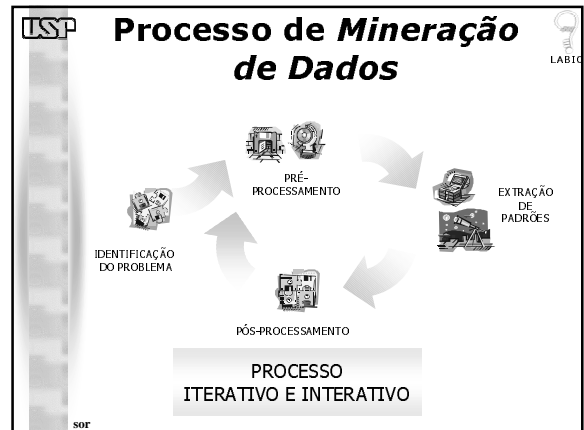 USP
Processo de Mineração
de Dados
LABIC
PRÉ-
PROCESSAMENTO
EXTRAÇÃO
DE
PADRÕES
IDENTIFICAÇÃO
DO PROBLEMA
PÓS-PROCESSAMENTO
PROCESSO
ITERATIVO E INTERATIVO
sor